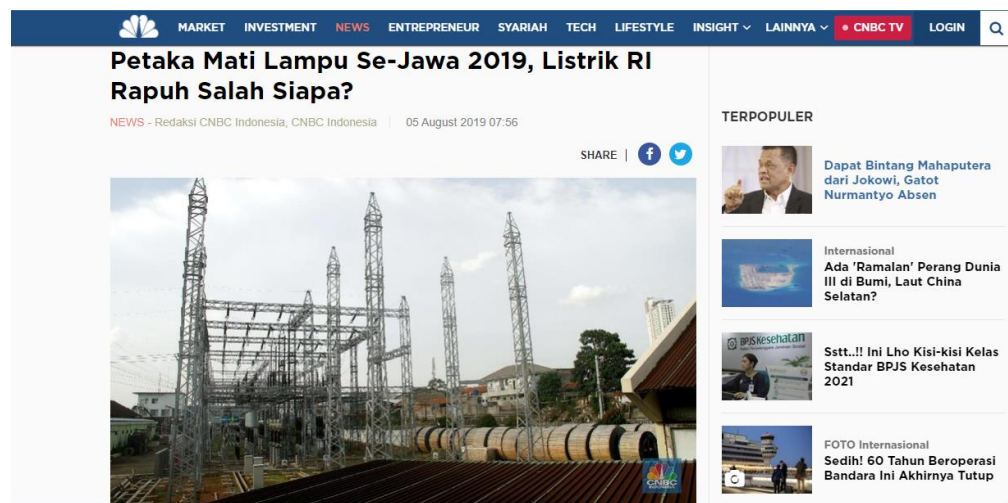 MARKET INVESTMENT NEWS ENTREPRENEUR SYARIAH TECH LIFESTYLE INSIGHT LAINNYA CNBC TV LOGIN
Petaka Mati Lampu Se-Jawa 2019, Listrik RI
Rapuh Salah Siapa?
NEWS - Redaksi CNBC Indonesia, CNBC Indonesia 05 August 2019 07:56
SHARE |
CNBC
TERPOPULER
Dapat Bintang Mahaputera
dari Jokowi, Gatot
Nurmantyo Absen
Internasional
Ada 'Ramalan' Perang Dunia
III di Bumi, Laut China
Selatan?
BPJS Kesehatan
Sstt..!! Ini Lho Kisi-kisi Kelas
Standar BPJS Kesehatan
2021
FOTO Internasional
Sedih! 60 Tahun Beroperasi
Bandara Ini Akhirnya Tutup